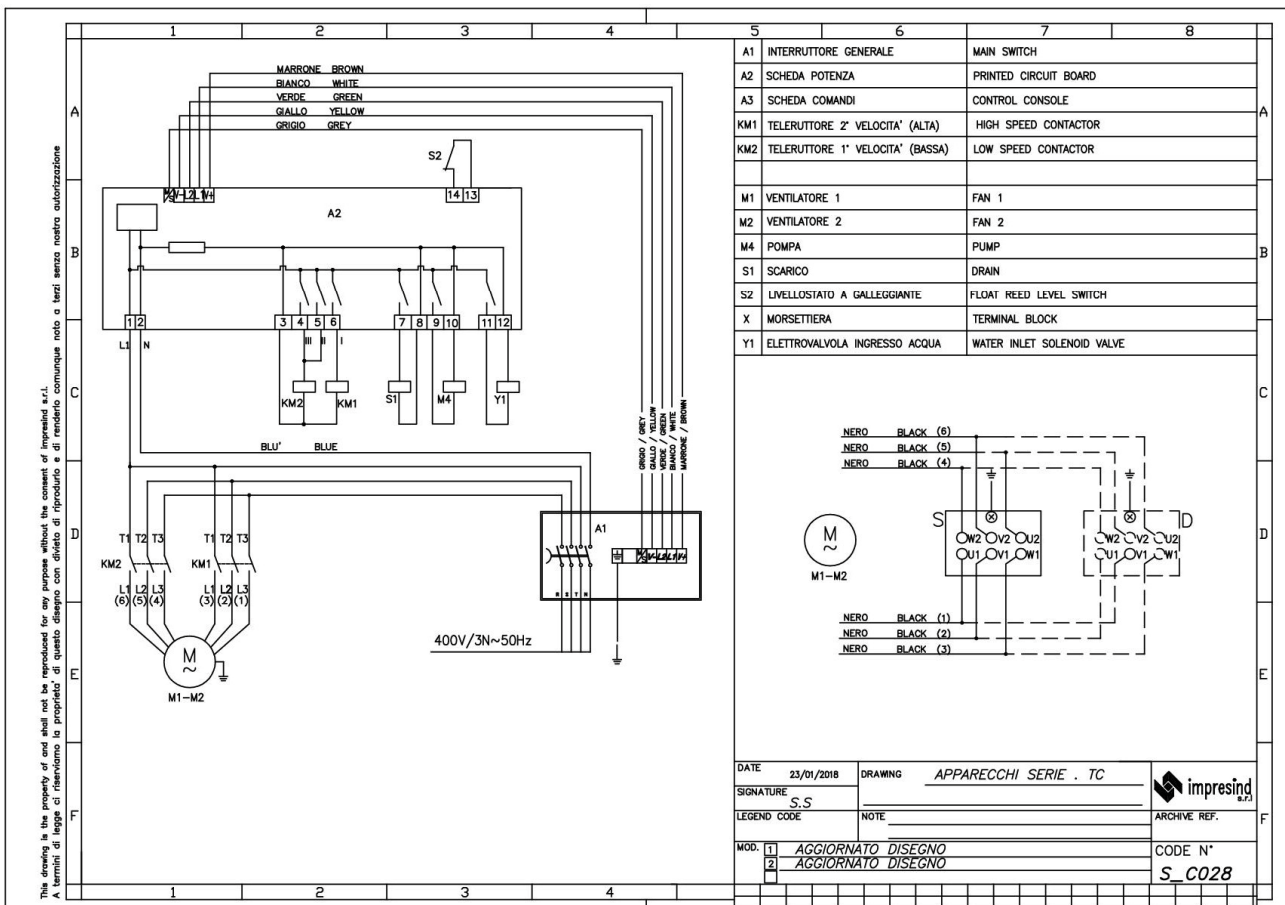 1 2 3 4 5 6 7 8
A
B
C
D
E
F
MARRONE BROWN
BIANCO WHITE
VERDE GREEN
GIALLO YELLOW
GRIGIO GREY
S2
V- L2 L1 V+
14 13
A2
1 2 3 4 5 6 7 8 9 10 11 12
L1 N III II I
KM2 KM1 S1 M4 Y1
BLU' BLUE
GRIGIO / GREY
GIALLO / YELLOW
VERDE / GREEN
BIANCO / WHITE
MARRONE / BROWN
A1
V- L2 L1 V+
R S T N
T1 T2 T3 T1 T2 T3
KM2 KM1
L1 L2 L3 L1 L2 L3
(6) (5) (4) (3) (2) (1)
M
~
M1-M2
400V/3N~50Hz
A1 INTERRUTTORE GENERALE MAIN SWITCH
A2 SCHEDA POTENZA PRINTED CIRCUIT BOARD
A3 SCHEDA COMANDI CONTROL CONSOLE
KM1 TELERUTTORE 2° VELOCITA' (ALTA) HIGH SPEED CONTACTOR
KM2 TELERUTTORE 1° VELOCITA' (BASSA) LOW SPEED CONTACTOR
M1 VENTILATORE 1 FAN 1
M2 VENTILATORE 2 FAN 2
M4 POMPA PUMP
S1 SCARICO DRAIN
S2 LIVELLOSTATO A GALLEGGIANTE FLOAT REED LEVEL SWITCH
X MORSETTIERA TERMINAL BLOCK
Y1 ELETTROVALVOLA INGRESSO ACQUA WATER INLET SOLENOID VALVE
NERO BLACK (6)
NERO BLACK (5)
NERO BLACK (4)
S D
W2 V2 U2 W2 V2 U2
U1 V1 W1 U1 V1 W1
M
~
M1-M2
NERO BLACK (1)
NERO BLACK (2)
NERO BLACK (3)
DATE 23/01/2018 DRAWING APPARECCHI SERIE . TC
SIGNATURE S.S
impresind s.r.l
LEGEND CODE NOTE ARCHIVE REF.
MOD. 1 AGGIORNATO DISEGNO
2 AGGIORNATO DISEGNO
CODE N°
S_C028
A
B
C
D
E
F
1 2 3 4
This drawing is the property of and shall not be reproduced for any purpose without the consent of impresind s.r.l.
A termini di legge ci riserviamo la proprieta' di questo disegno con divieto di riprodurlo e di renderlo comunque noto a terzi senza nostra autorizzazione